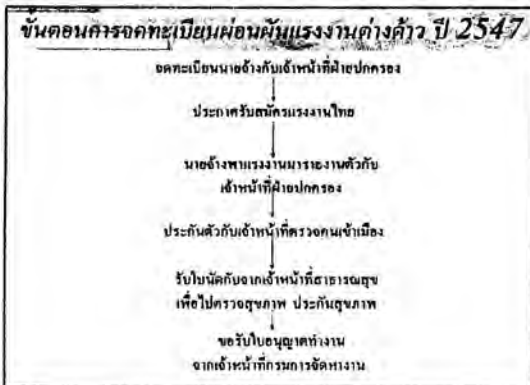 ขั้นตอนการจดทะเบียนผ่อนผันแรงงานต่างด้าว ปี 2547
จดทะเบียนนายจ้างกับเจ้าหน้าที่ฝ่ายปกครอง
ประกาศรับสมัครแรงงานไทย
นายจ้างพาแรงงานมารายงานตัวกับ
เจ้าหน้าที่ฝ่ายปกครอง
ประกันตัวกับเจ้าหน้าที่ตรวจคนเข้าเมือง
รับใบนัดกับจากเจ้าหน้าที่สาธารณสุข
เพื่อไปตรวจสุขภาพ ประกันสุขภาพ
ขอรับใบอนุญาตทำงาน
จากเจ้าหน้าที่กรมการจัดหางาน